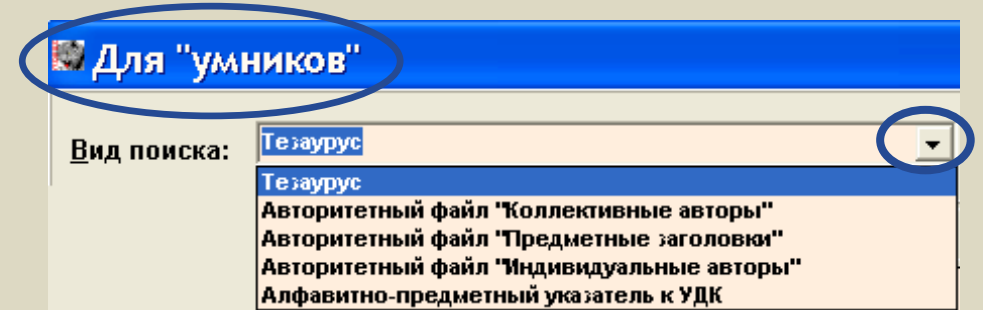 Для "умников"
Вид поиска: Тезаурус
Тезаурус
Авторитетный файл "Коллективные авторы"
Авторитетный файл "Предметные заголовки"
Авторитетный файл "Индивидуальные авторы"
Алфавитно-предметный указатель к УДК